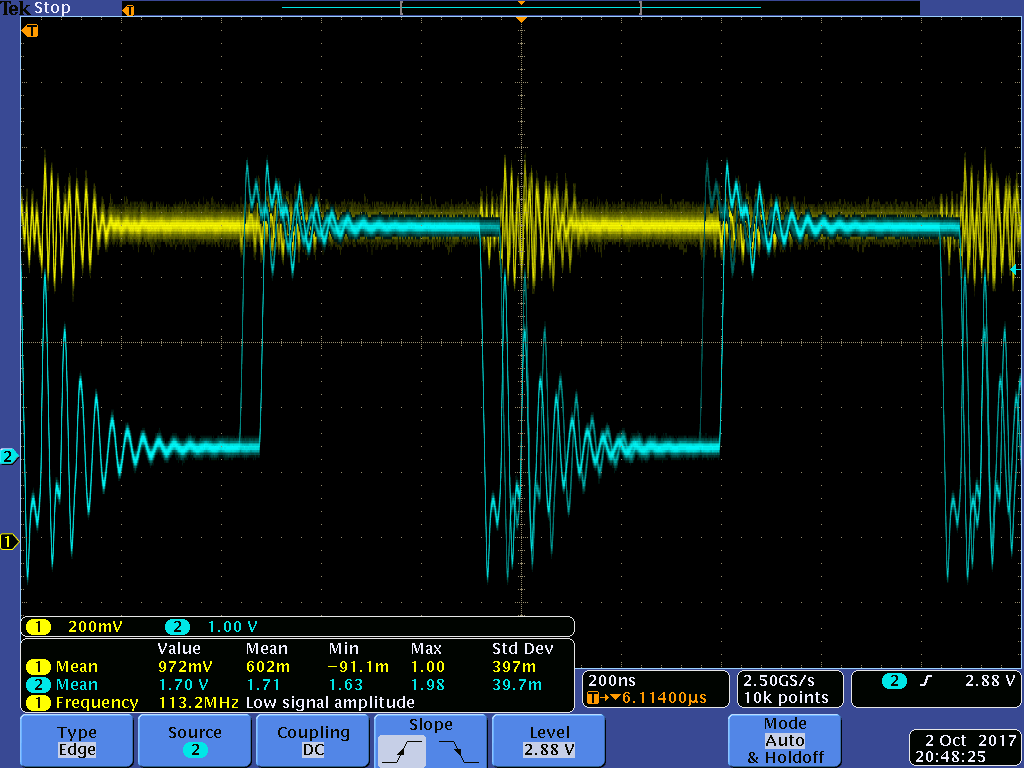 Tek Stop
T
T
2
1
1 200mV 2 1.00 V
Value Mean Min Max Std Dev
1 Mean 972mV 602m −91.1m 1.00 397m
2 Mean 1.70 V 1.71 1.63 1.98 39.7m
1 Frequency 113.2MHz Low signal amplitude
200ns
T→▼6.11400µs
2.50GS/s
10k points
2 2.88 V
Type
Edge
Source
2
Coupling
DC
Slope
Level
2.88 V
Mode
Auto
& Holdoff
2 Oct 2017
20:48:25